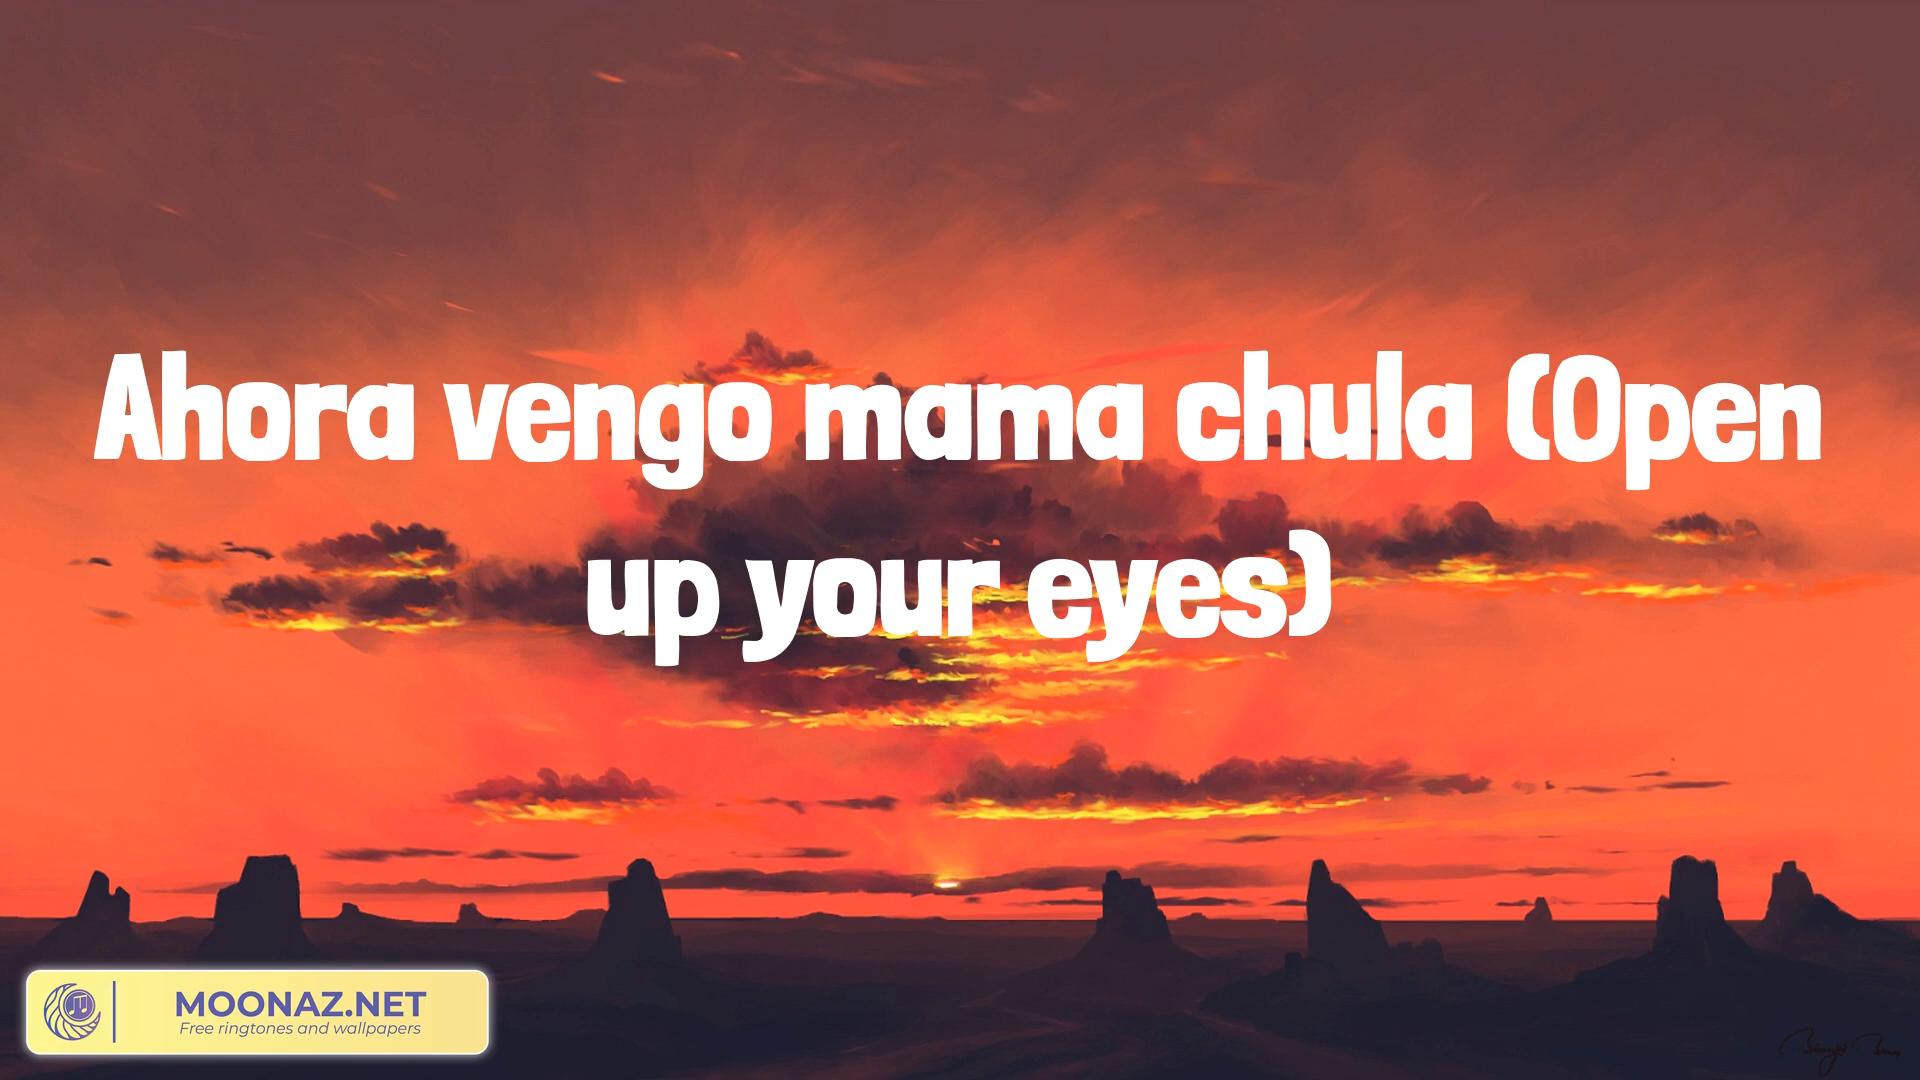 Ahora vengo mama chula (Open
up your eyes)
MOONAZ.NET
Free ringtones and wallpapers